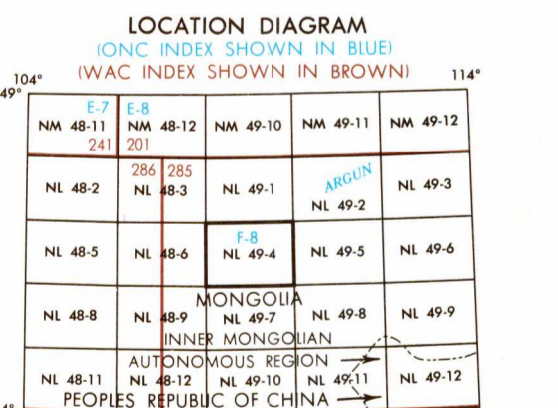 LOCATION DIAGRAM
(ONC INDEX SHOWN IN BLUE)
(WAC INDEX SHOWN IN BROWN)
104° 114°
49°
E-7 E-8
NM 48-11 NM 48-12 NM 49-10 NM 49-11 NM 49-12
241 201
286 285
NL 48-2 NL 48-3 NL 49-1 ARGUN NL 49-2 NL 49-3
F-8
NL 48-5 NL 48-6 NL 49-4 NL 49-5 NL 49-6
MONGOLIA
NL 48-8 NL 48-9 NL 49-7 NL 49-8 NL 49-9
INNER MONGOLIAN
AUTONOMOUS REGION
NL 48-11 NL 48-12 NL 49-10 NL 49-11 NL 49-12
PEOPLES REPUBLIC OF CHINA